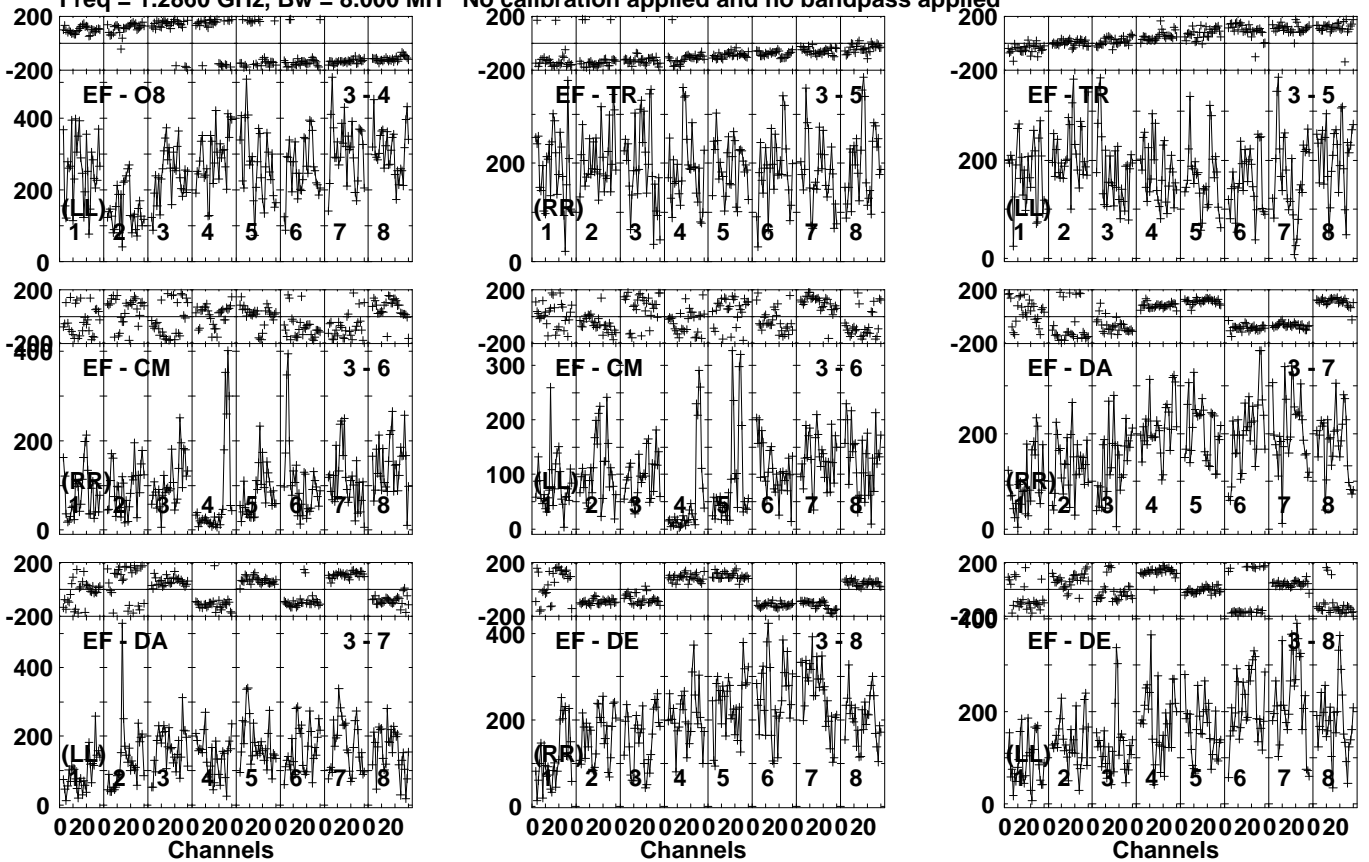 Freq = 1.2860 GHz, Bw = 8.000 MH No calibration applied and no bandpass applied
200 200 200
-200 -200 -200
EF - O8 3 - 4 EF - TR 3 - 5 EF - TR 3 - 5
400
200 200 200
(LL) (RR) (LL)
1 2 3 4 5 6 7 8 1 2 3 4 5 6 7 8 1 2 3 4 5 6 7 8
0 0 0
200 200 200
-200 -200 -200
400 300
EF - CM 3 - 6 EF - CM 3 - 6 EF - DA 3 - 7
200 200 200
100
(RR) (LL) (RR)
1 2 3 4 5 6 7 8 1 2 3 4 5 6 7 8 1 2 3 4 5 6 7 8
0 0 0
200 200 200
-200 -200 -200
400 400
EF - DA 3 - 7 EF - DE 3 - 8 EF - DE 3 - 8
400
200 200 200
(LL) (RR) (LL)
1 2 3 4 5 6 7 8 1 2 3 4 5 6 7 8 1 2 3 4 5 6 7 8
0 0 0
0 20 0 20 0 20 0 20 0 20 0 20 0 20 0 20 0 20 0 20 0 20 0 20 0 20 0 20 0 20 0 20 0 20 0 20 0 20 0 20 0 20 0 20 0 20 0 20
Channels Channels Channels